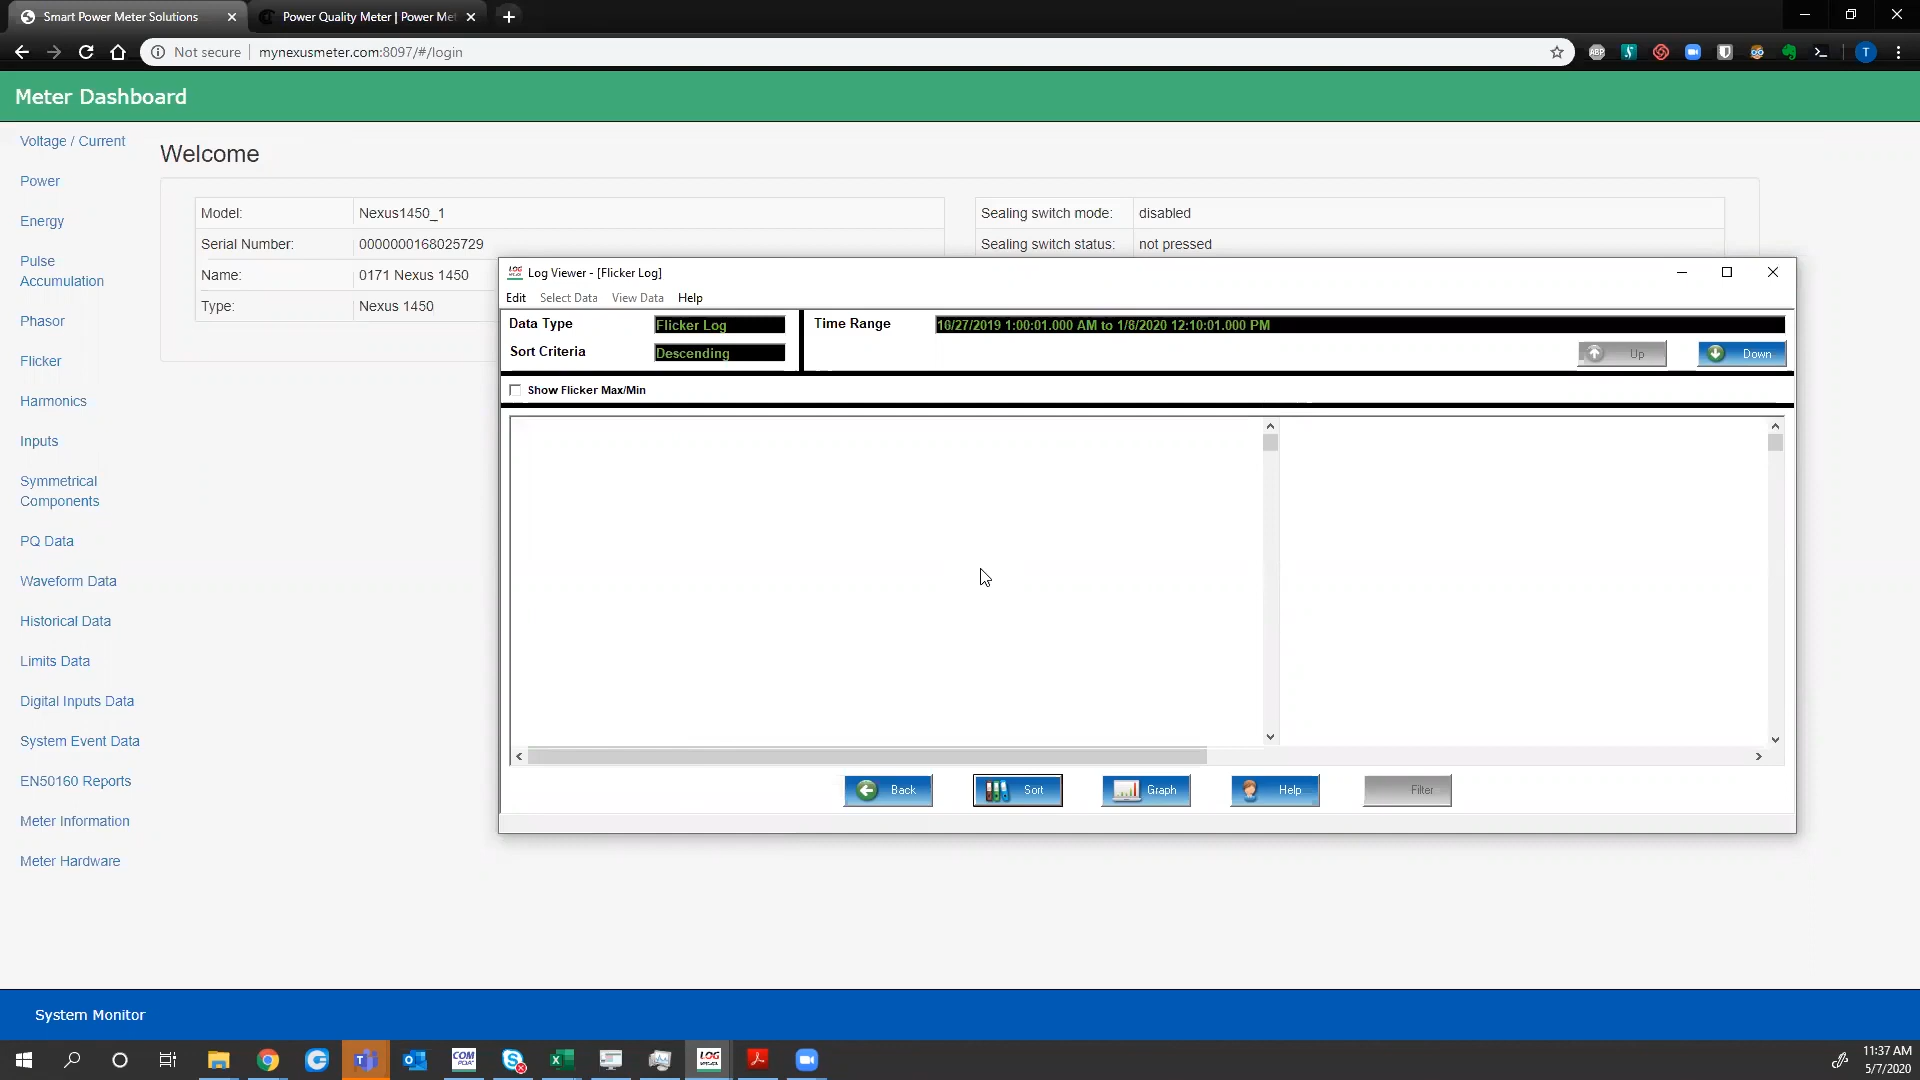 Smart Power Meter Solutions
Power Quality Meter | Power Met
Not secure
mynexusmeter.com:8097/#/login
ABP
T
Meter Dashboard
Voltage / Current
Power
Energy
Pulse
Accumulation
Phasor
Flicker
Harmonics
Inputs
Symmetrical
Components
PQ Data
Waveform Data
Historical Data
Limits Data
Digital Inputs Data
System Event Data
EN50160 Reports
Meter Information
Meter Hardware
Welcome
Model: Nexus1450_1
Serial Number: 0000000168025729
Name: 0171 Nexus 1450
Type: Nexus 1450
Sealing switch mode: disabled
Sealing switch status: not pressed
Log Viewer - [Flicker Log]
Edit Select Data View Data Help
Data Type Flicker Log
Sort Criteria Descending
Time Range 10/27/2019 1:00:01.000 AM to 1/6/2020 12:10:01.000 PM
Up Down
Show Flicker Max/Min
Back Sort Graph Help Filter
System Monitor
COM
LOG
11:37 AM
5/7/2020